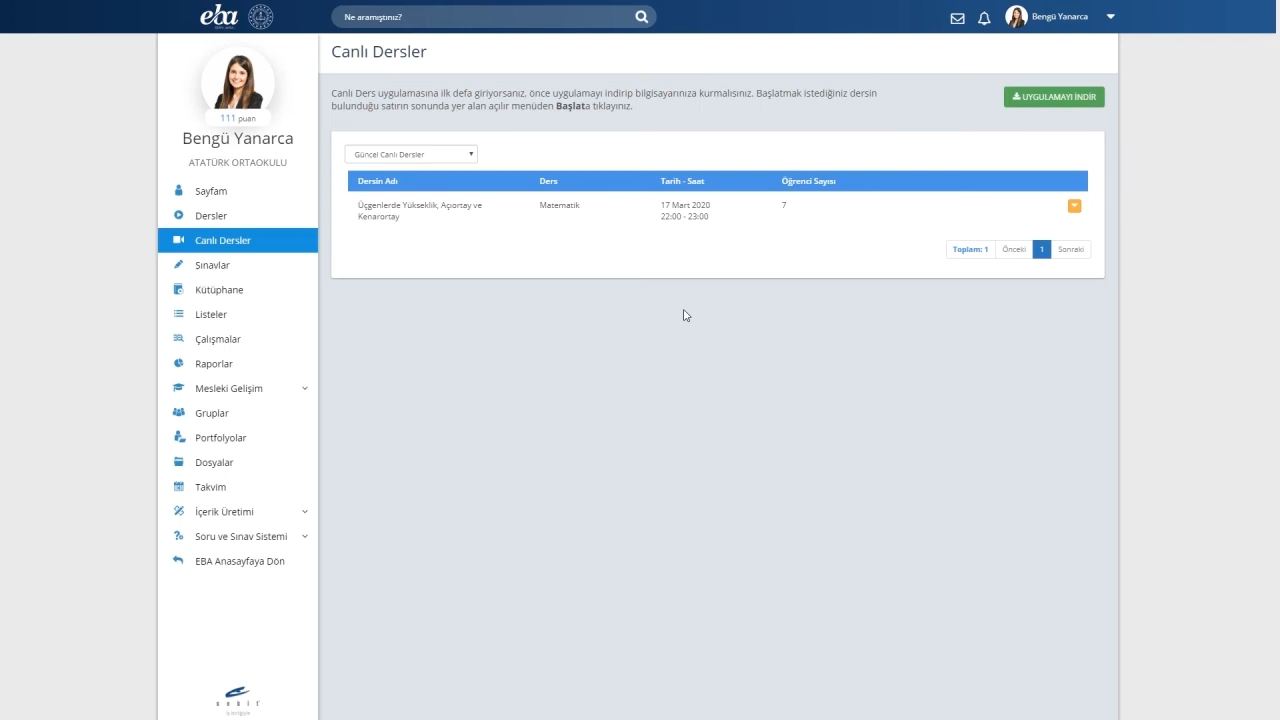 eba
Ne aramıştınız?
Bengü Yanarca
111 puan
Bengü Yanarca
ATATÜRK ORTAOKULU
Sayfam
Dersler
Canlı Dersler
Sınavlar
Kütüphane
Listeler
Çalışmalar
Raporlar
Mesleki Gelişim
Gruplar
Portfolyolar
Dosyalar
Takvim
İçerik Üretimi
Soru ve Sınav Sistemi
EBA Anasayfaya Dön
sebit
Canlı Dersler
Canlı Ders uygulamasına ilk defa giriyorsanız, önce uygulamayı indirip bilgisayarınıza kurmalısınız. Başlatmak istediğiniz dersin
bulunduğu satırın sonunda yer alan açılır menüden Başlata tıklayınız.
UYGULAMAYI İNDİR
Güncel Canlı Dersler
Dersin Adı Ders Tarih - Saat Öğrenci Sayısı
Üçgenlerde Yükseklik, Açıortay ve Matematik 17 Mart 2020 7
Kenarortay 22:00 - 23:00
Toplam: 1 Önceki 1 Sonraki